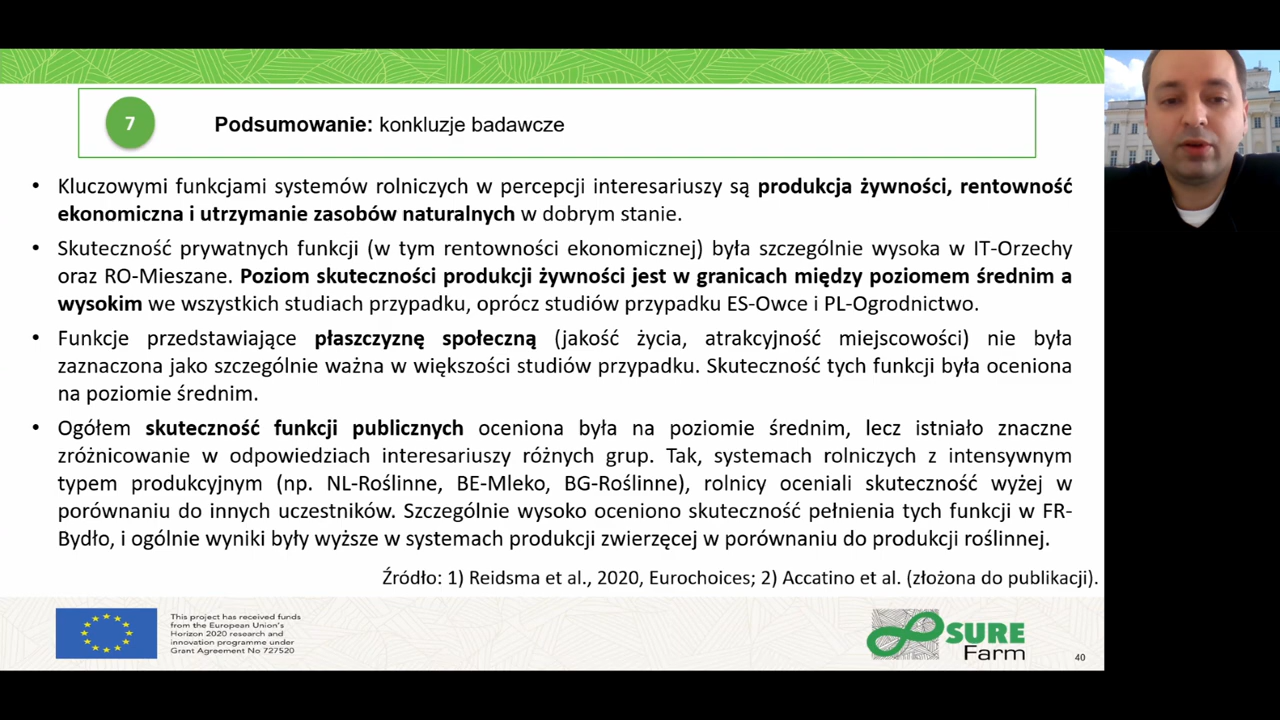 7
Podsumowanie: konkluzje badawcze
• Kluczowymi funkcjami systemów rolniczych w percepcji interesariuszy są produkcja żywności, rentowność
ekonomiczna i utrzymanie zasobów naturalnych w dobrym stanie.
• Skuteczność prywatnych funkcji (w tym rentowności ekonomicznej) była szczególnie wysoka w IT-Orzechy
oraz RO-Mieszane. Poziom skuteczności produkcji żywności jest w granicach między poziomem średnim a
wysokim we wszystkich studiach przypadku, oprócz studiów przypadku ES-Owce i PL-Ogrodnictwo.
• Funkcje przedstawiające płaszczyznę społeczną (jakość życia, atrakcyjność miejscowości) nie była
zaznaczona jako szczególnie ważna w większości studiów przypadku. Skuteczność tych funkcji była oceniona
na poziomie średnim.
• Ogółem skuteczność funkcji publicznych oceniona była na poziomie średnim, lecz istniało znaczne
zróżnicowanie w odpowiedziach interesariuszy różnych grup. Tak, systemach rolniczych z intensywnym
typem produkcyjnym (np. NL-Roślinne, BE-Mleko, BG-Roślinne), rolnicy oceniali skuteczność wyżej w
porównaniu do innych uczestników. Szczególnie wysoko oceniono skuteczność pełnienia tych funkcji w FR-
Bydło, i ogólnie wyniki były wyższe w systemach produkcji zwierzęcej w porównaniu do produkcji roślinnej.
Źródło: 1) Reidsma et al., 2020, Eurochoices; 2) Accatino et al. (złożona do publikacji).
This project has received funds
from the European Union's
Horizon 2020 research and
innovation programme under
Grant Agreement No 727520
SURE
Farm
40